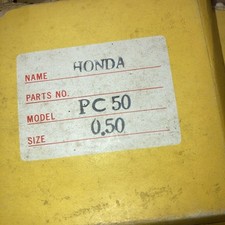 NAME HONDA
PARTS NO.
MODEL PC 50
SIZE 0.50